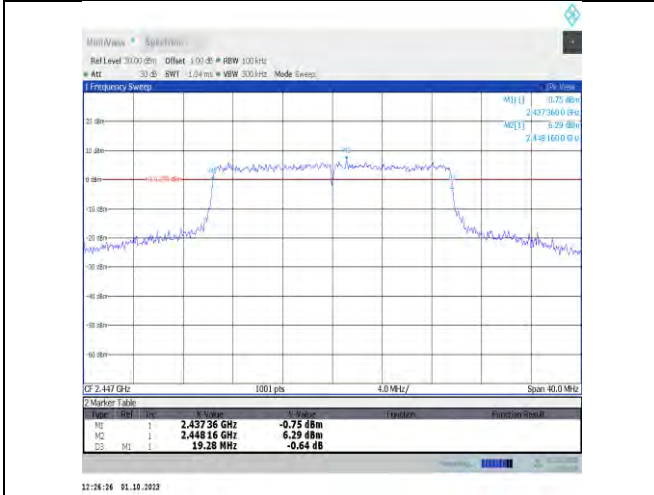 MultiView Spectrum
Ref Level 30.00 dBm Offset 1.00 dB RBW 100 kHz
Att 30 dB SWT 1.04 ms VBW 300 kHz Mode Sweep
1 Frequency Sweep 1Pk View
M1[1] -0.75 dBm
2.437360 0 GHz
20 dBm M2[1] 6.29 dBm
2.448160 0 GHz
10 dBm
M2
0 dBm
-10 dBm
-20 dBm
-30 dBm
-40 dBm
-50 dBm
-60 dBm
CF 2.447 GHz 1001 pts 4.0 MHz/ Span 40.0 MHz
2 Marker Table
Type Ref Trc X-Value Y-Value Function Function Result
M1 1 2.437 36 GHz -0.75 dBm
M2 1 2.448 16 GHz 6.29 dBm
D3 M1 1 19.28 MHz -0.64 dB
12:26:26 01.10.2023